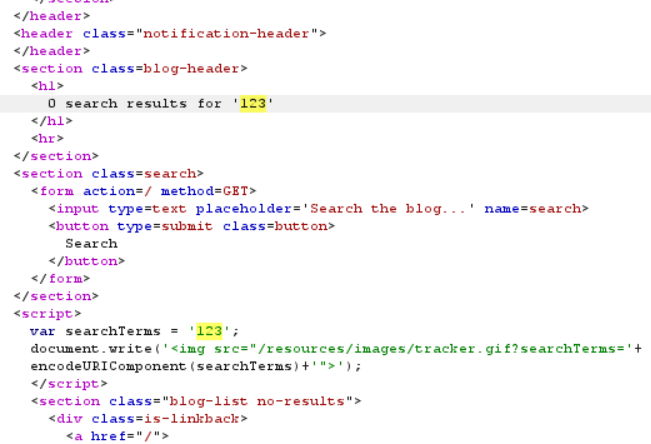 </section>
</header>
<header class="notification-header">
</header>
<section class=blog-header>
<h1>
0 search results for '123'
</h1>
<hr>
</section>
<section class=search>
<form action=/ method=GET>
<input type=text placeholder='Search the blog...' name=search>
<button type=submit class=button>
Search
</button>
</form>
</section>
<script>
var searchTerms = '123';
document.write('<img src="/resources/images/tracker.gif?searchTerms='+
encodeURIComponent(searchTerms)+'">');
</script>
<section class="blog-list no-results">
<div class=is-linkback>
<a href="/">